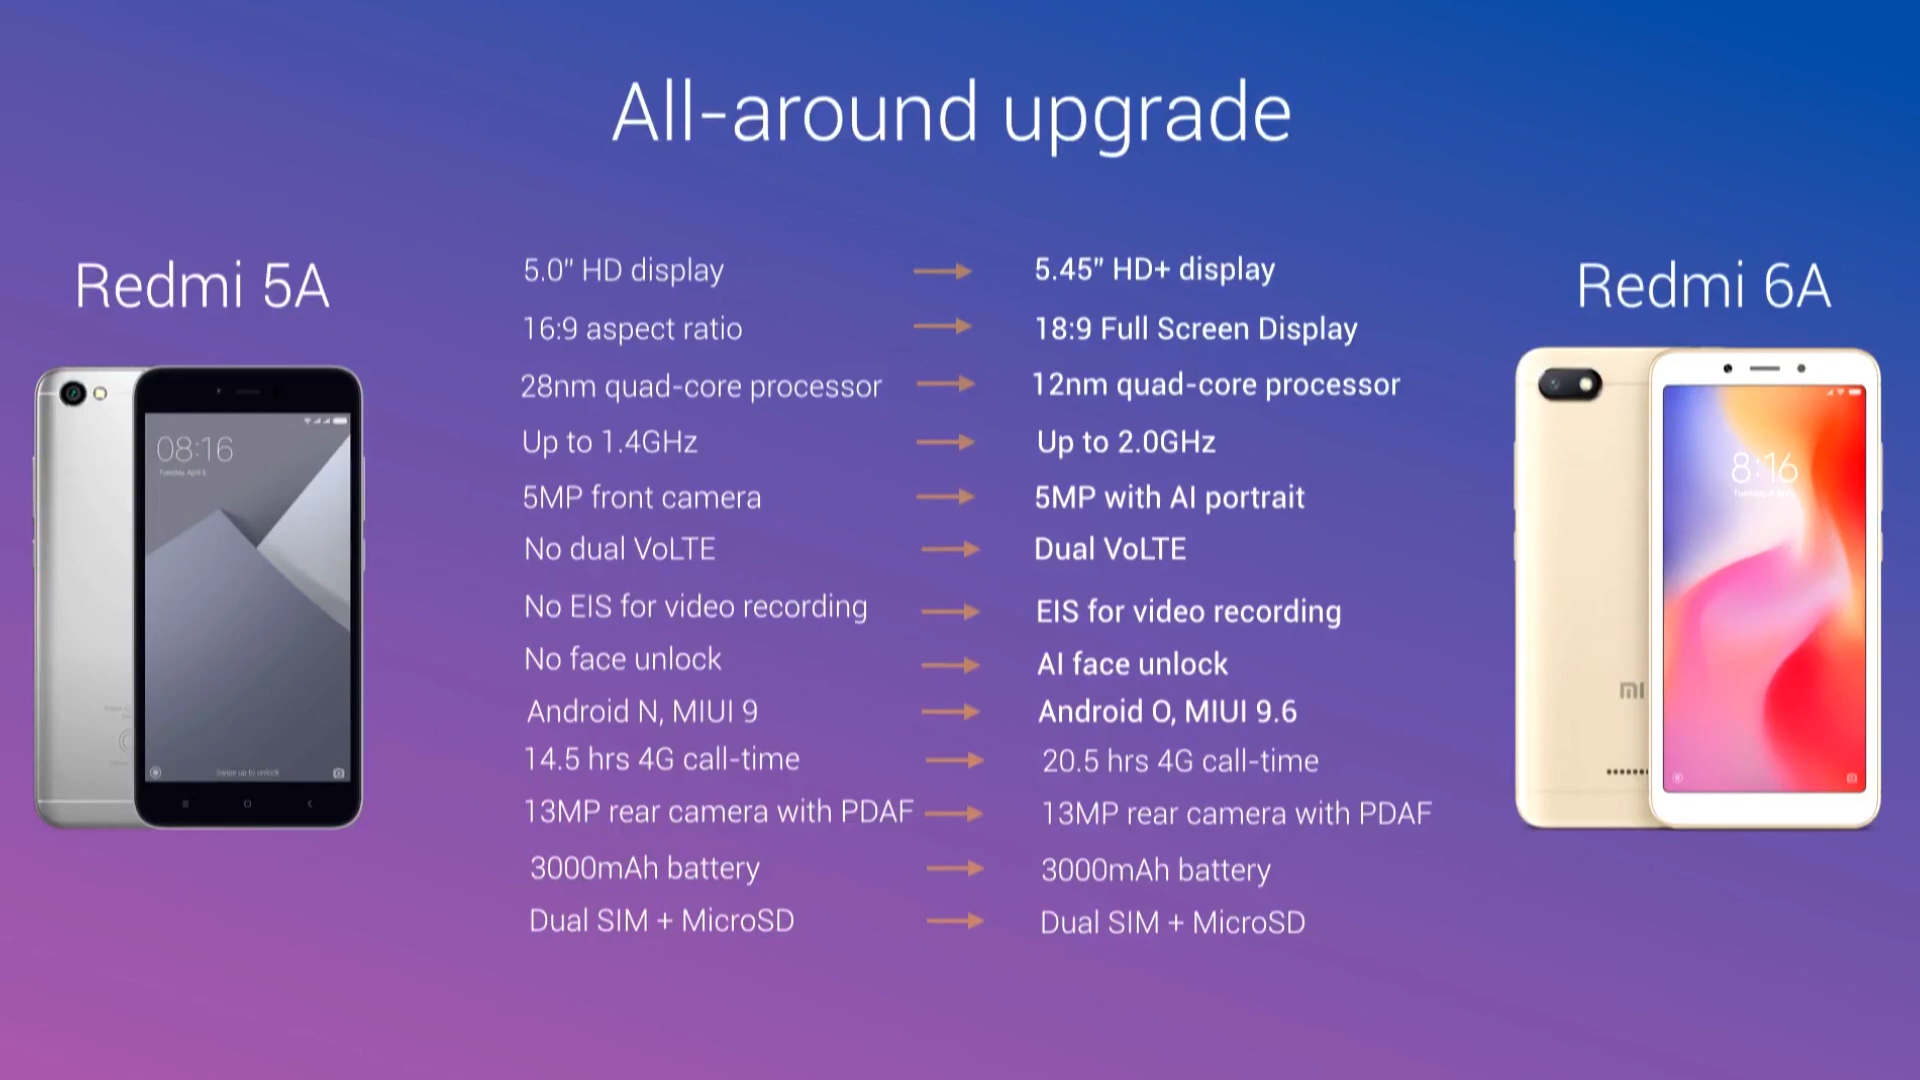 All-around upgrade
Redmi 5A
Redmi 6A
5.0" HD display → 5.45" HD+ display
16:9 aspect ratio → 18:9 Full Screen Display
28nm quad-core processor → 12nm quad-core processor
Up to 1.4GHz → Up to 2.0GHz
5MP front camera → 5MP with AI portrait
No dual VoLTE → Dual VoLTE
No EIS for video recording → EIS for video recording
No face unlock → AI face unlock
Android N, MIUI 9 → Android O, MIUI 9.6
14.5 hrs 4G call-time → 20.5 hrs 4G call-time
13MP rear camera with PDAF → 13MP rear camera with PDAF
3000mAh battery → 3000mAh battery
Dual SIM + MicroSD → Dual SIM + MicroSD
08:16
Swipe up to unlock
8:16
mi